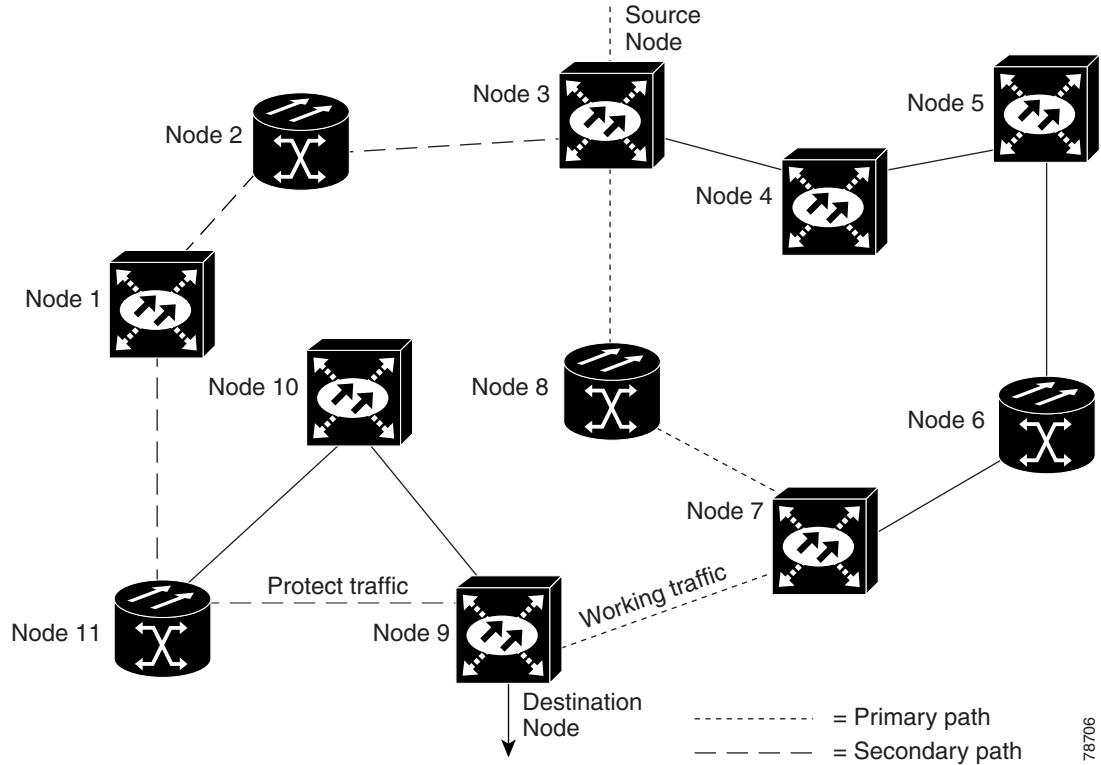 Source
Node
Node 3
Node 5
Node 2
Node 4
Node 1
Node 10
Node 8
Node 6
Node 7
Protect traffic
Working traffic
Node 11
Node 9
Destination
Node
= Primary path
= Secondary path
78706